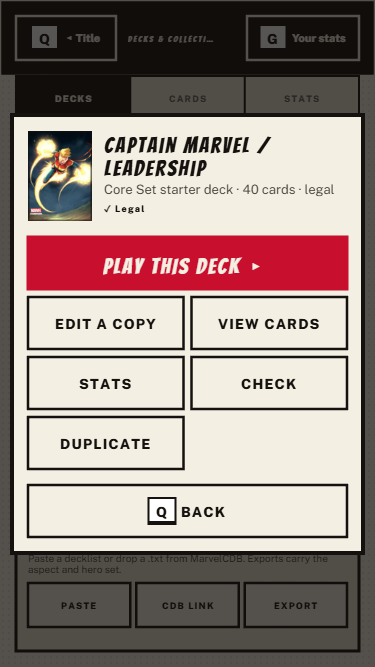 Q ◂ Title
DECKS & COLLECTI…
G Your stats
DECKS
CARDS
STATS
CAPTAIN MARVEL /
LEADERSHIP
Core Set starter deck · 40 cards · legal
✓ Legal
MARVEL
PLAY THIS DECK ▸
EDIT A COPY
VIEW CARDS
STATS
CHECK
DUPLICATE
Q BACK
Paste a decklist or drop a .txt from MarvelCDB. Exports carry the
aspect and hero set.
PASTE
CDB LINK
EXPORT